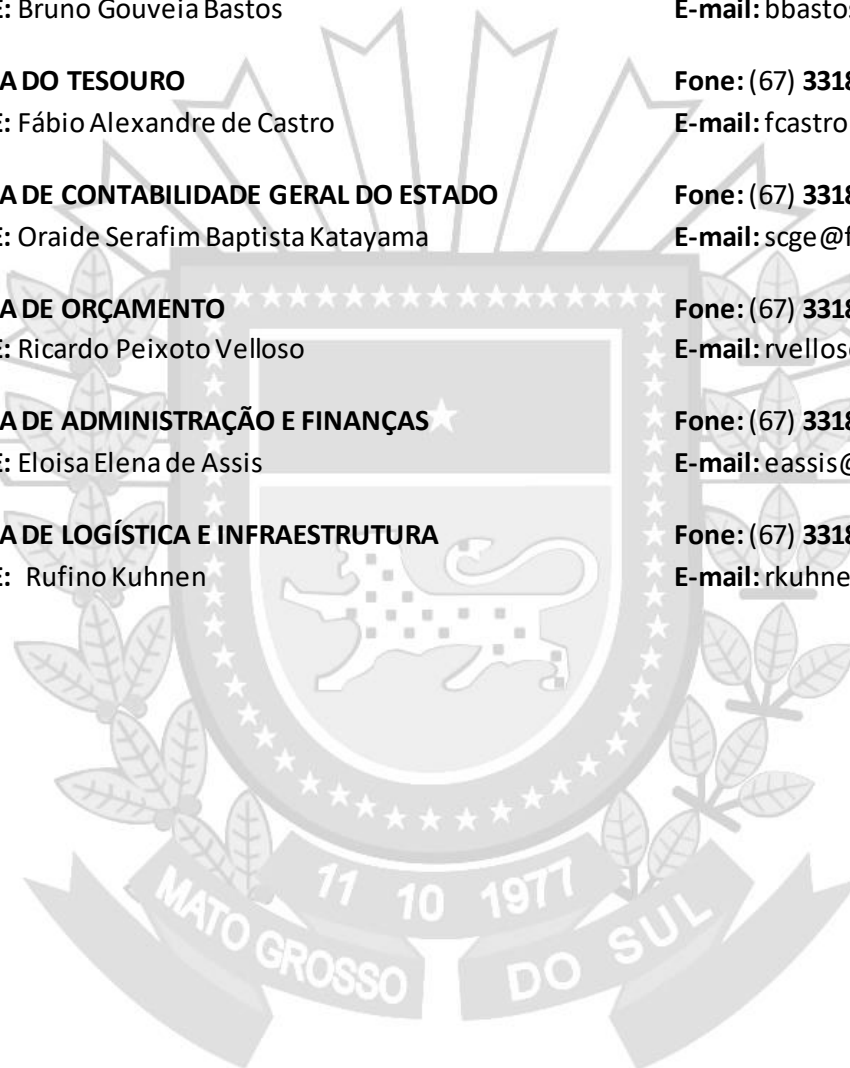 E: Bruno Gouveia Bastos E-mail: bbastos
A DO TESOURO Fone: (67) 3318
E: Fábio Alexandre de Castro E-mail: fcastro
A DE CONTABILIDADE GERAL DO ESTADO Fone: (67) 3318
E: Oraide Serafim Baptista Katayama E-mail: scge@f
A DE ORÇAMENTO Fone: (67) 3318
E: Ricardo Peixoto Velloso E-mail: rvelloso
A DE ADMINISTRAÇÃO E FINANÇAS Fone: (67) 3318
E: Eloisa Elena de Assis E-mail: eassis@
A DE LOGÍSTICA E INFRAESTRUTURA Fone: (67) 3318
E: Rufino Kuhnen E-mail: rkuhne
11 10 1977
MATO GROSSO DO SUL